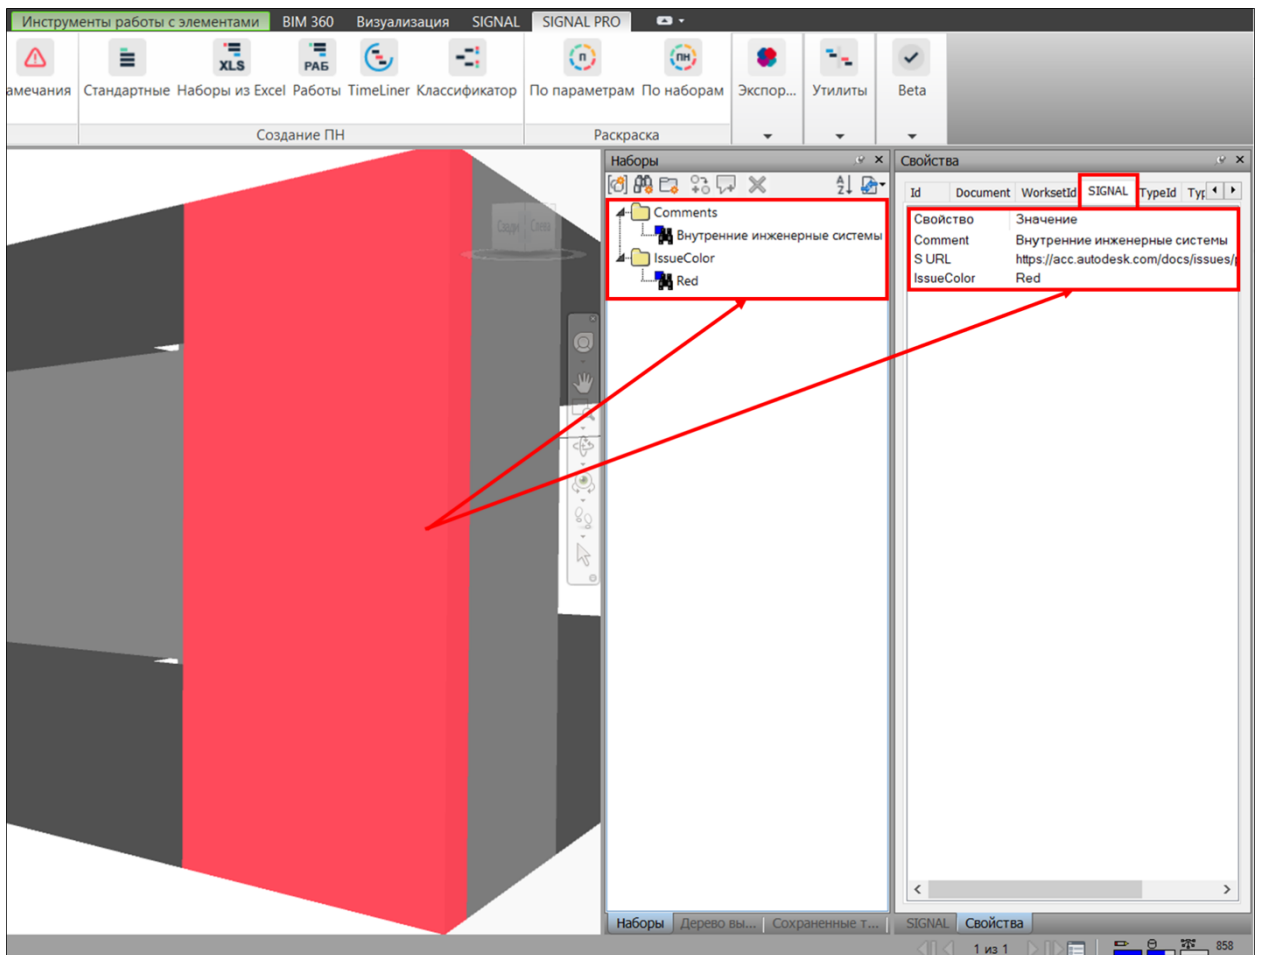 Инструменты работы с элементами BIM 360 Визуализация SIGNAL SIGNAL PRO
XLS РАБ П ПН
амечания Стандартные Наборы из Excel Работы TimeLiner Классификатор По параметрам По наборам Экспор... Утилиты Beta
Создание ПН Раскраска
Наборы
Comments
Внутренние инженерные системы
IssueColor
Red
Свойства
Id Document WorksetId SIGNAL TypeId Typ
Свойство Значение
Comment Внутренние инженерные системы
S URL https://acc.autodesk.com/docs/issues/p
IssueColor Red
Сзади Слева
Наборы Дерево вы... Сохраненные т...
SIGNAL Свойства
1 из 1 858